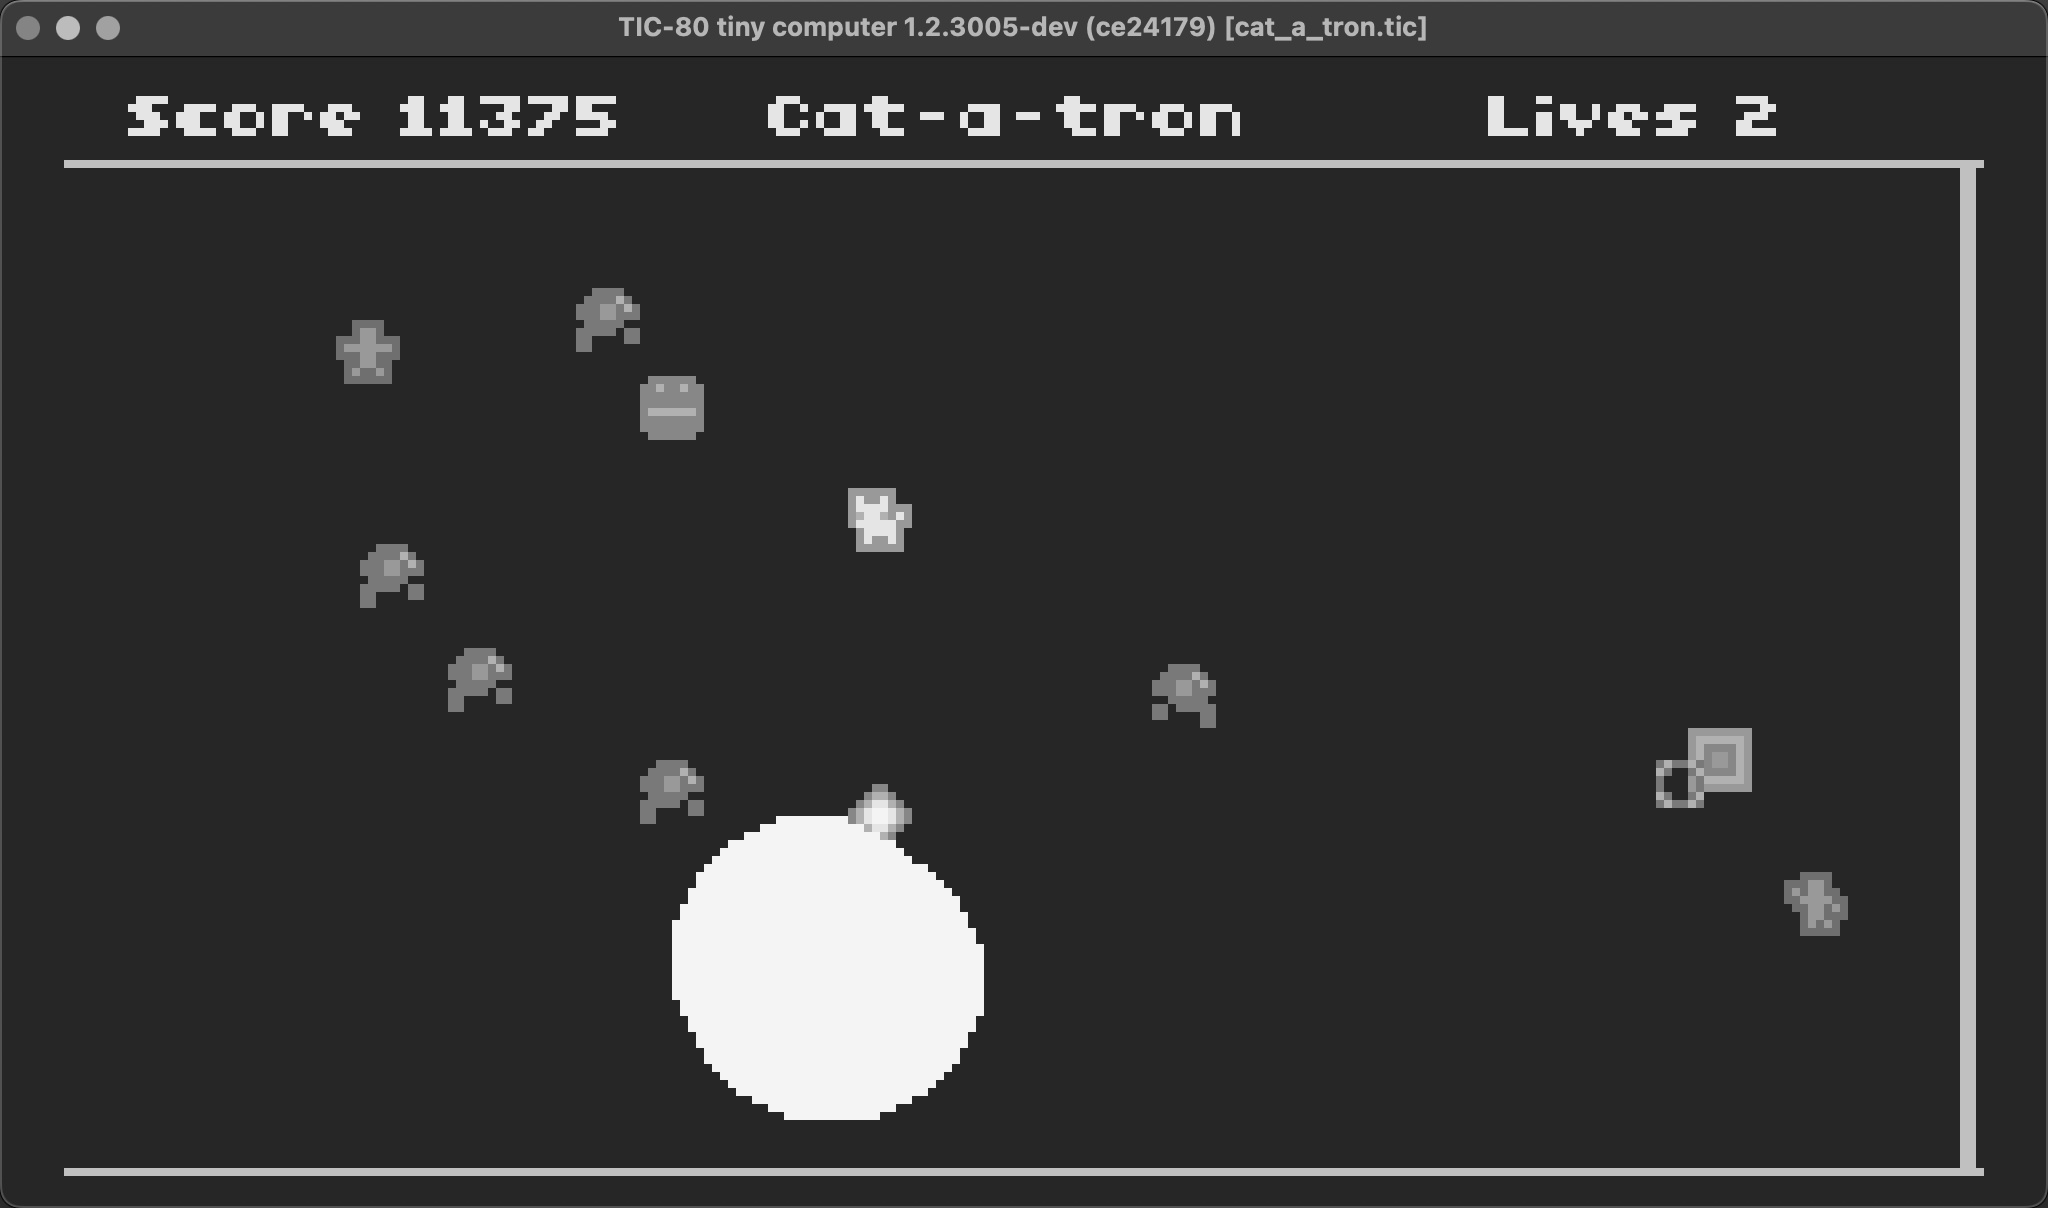 TIC-80 tiny computer 1.2.3005-dev (ce24179) [cat_a_tron.tic]
Score 11375 Cat-a-tron Lives 2